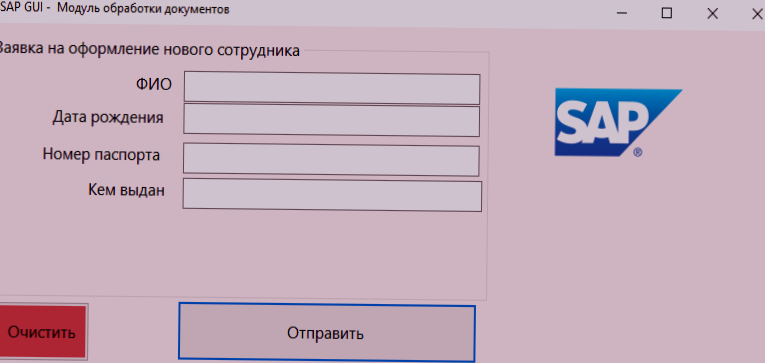 SAP GUI - Модуль обработки документов
Заявка на оформление нового сотрудника
ФИО
Дата рождения
SAP®
Номер паспорта
Кем выдан
Очистить
Отправить